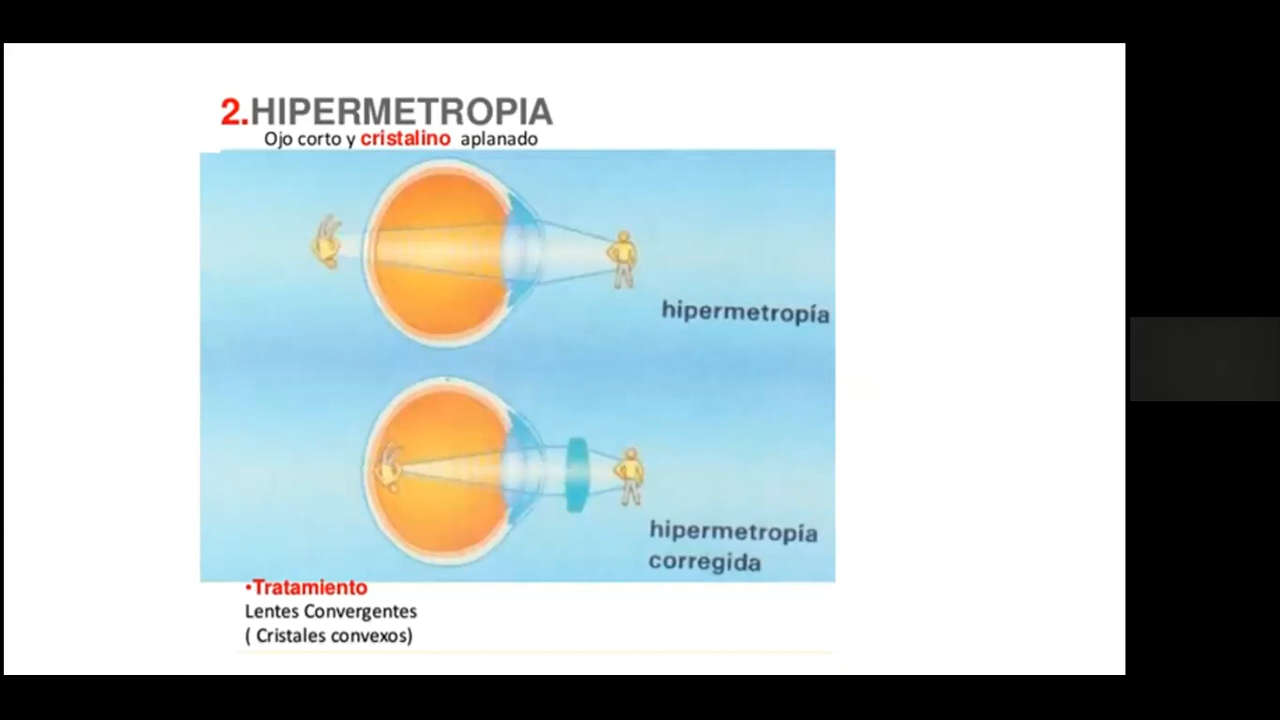 2.HIPERMETROPIA
Ojo corto y cristalino aplanado
hipermetropía
hipermetropía
corregida
•Tratamiento
Lentes Convergentes
( Cristales convexos)